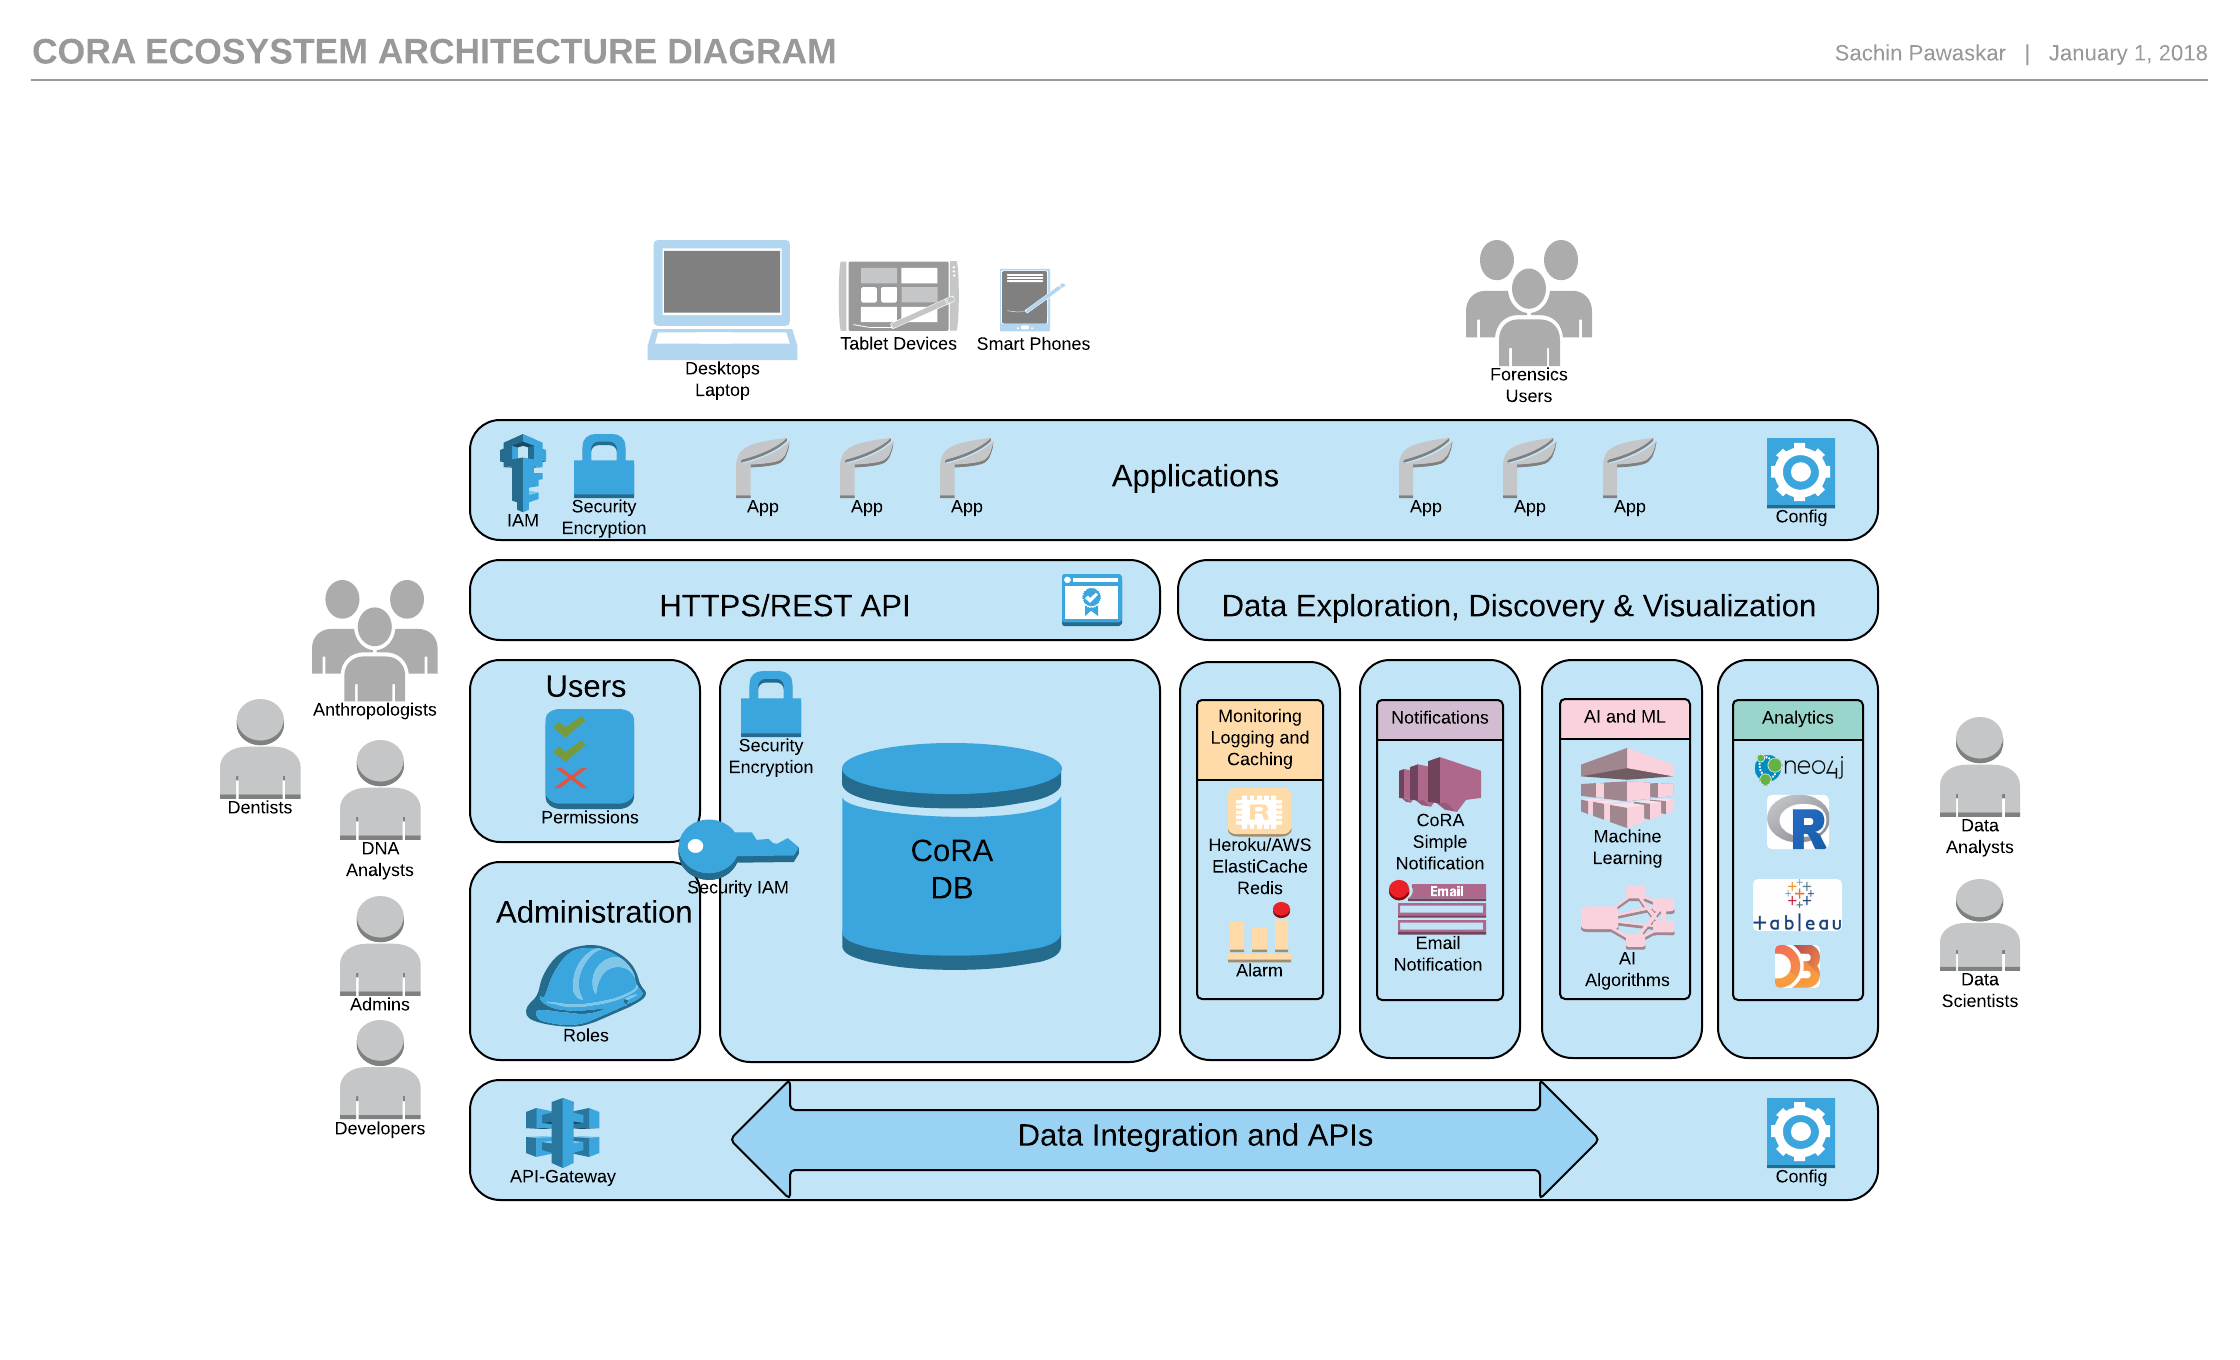 CORA ECOSYSTEM ARCHITECTURE DIAGRAM
Sachin Pawaskar | January 1, 2018
Desktops
Laptop
Tablet Devices
Smart Phones
Forensics
Users
IAM
Security
Encryption
App
App
App
Applications
App
App
App
Config
HTTPS/REST API
Data Exploration, Discovery & Visualization
Anthropologists
Dentists
DNA
Analysts
Admins
Developers
Users
Permissions
Administration
Roles
Security
Encryption
Security IAM
CoRA
DB
Monitoring
Logging and
Caching
R
Heroku/AWS
ElastiCache
Redis
Alarm
Notifications
CoRA
Simple
Notification
Email
Email
Notification
AI and ML
Machine
Learning
AI
Algorithms
Analytics
neo4j
R
+ableau
D3
Data
Analysts
Data
Scientists
API-Gateway
Data Integration and APIs
Config